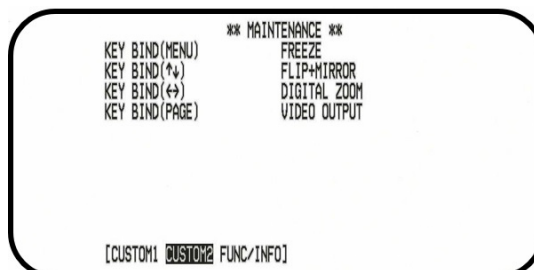 ** MAINTENANCE **
KEY BIND(MENU) FREEZE
KEY BIND(↑↓) FLIP+MIRROR
KEY BIND(↔) DIGITAL ZOOM
KEY BIND(PAGE) VIDEO OUTPUT
[CUSTOM1 CUSTOM2 FUNC/INFO]